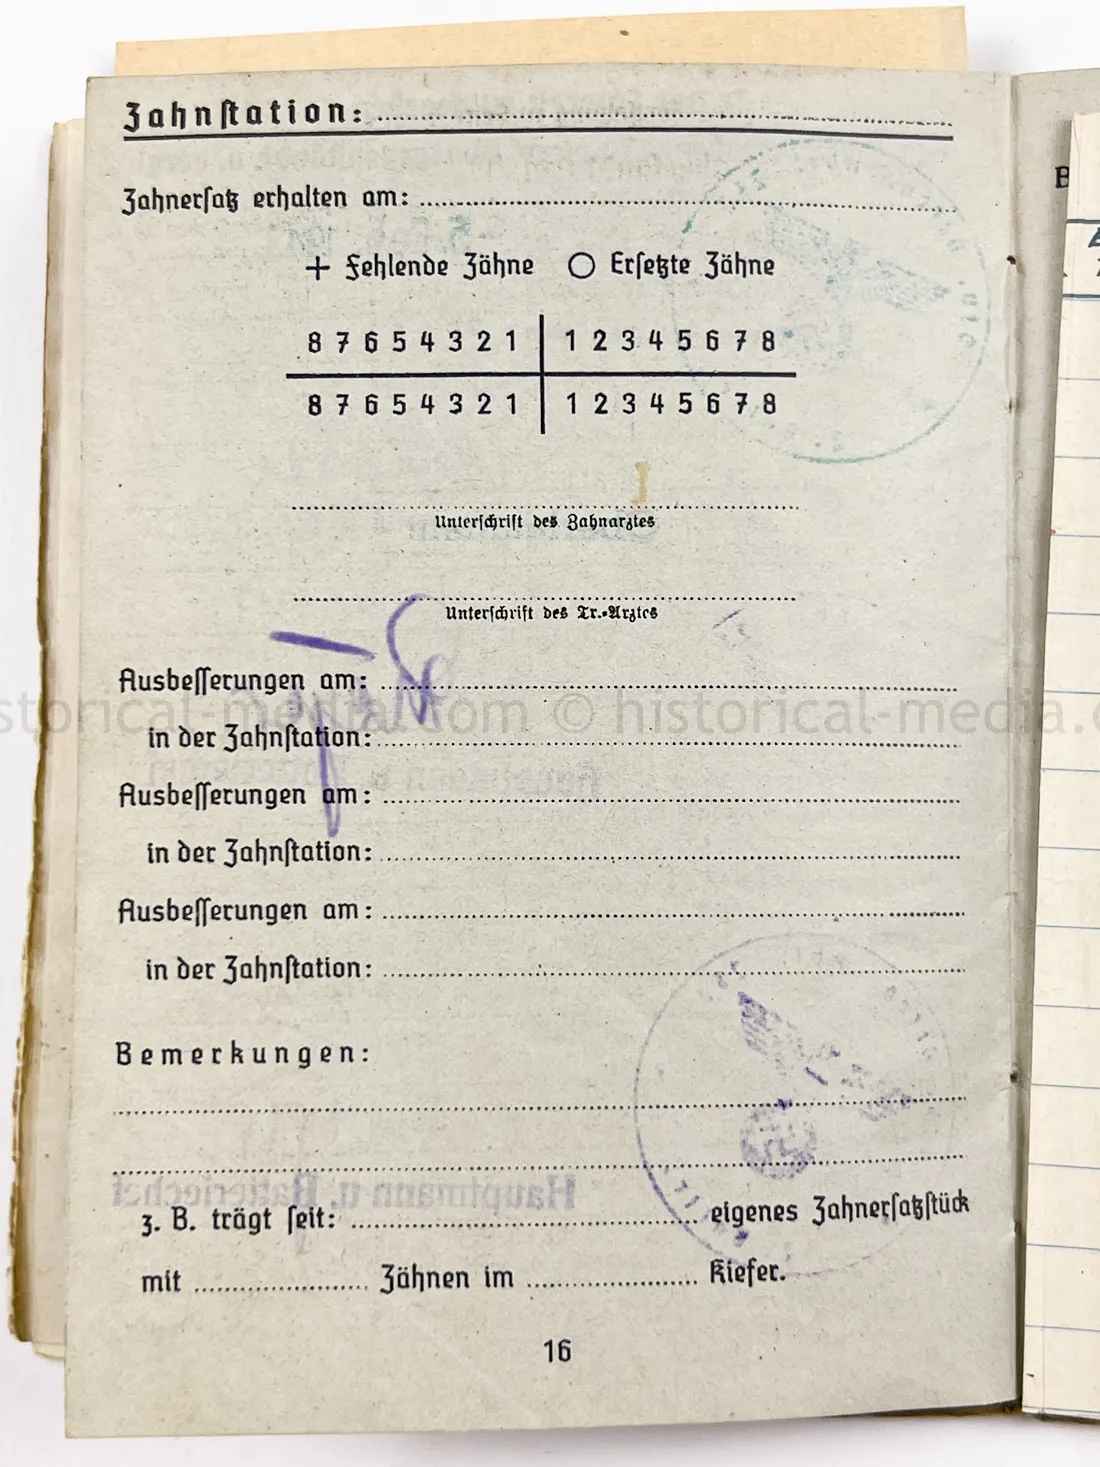 Zahnſtation:
Zahnerſatz erhalten am:
+ Fehlende Zähne ○ Erſetzte Zähne
8 7 6 5 4 3 2 1 | 1 2 3 4 5 6 7 8
8 7 6 5 4 3 2 1 | 1 2 3 4 5 6 7 8
Unterſchrift des Zahnarztes
Unterſchrift des Tr.-Arztes
Ausbeſſerungen am:
storical-media.com © historical-media.c
in der Zahnſtation:
Ausbeſſerungen am:
in der Zahnſtation:
Ausbeſſerungen am:
in der Zahnſtation:
Bemerkungen:
Hauptmann u. Batteriechef
z. B. trägt ſeit: eigenes Zahnerſatzſtück
mit Zähnen im Kiefer.
16